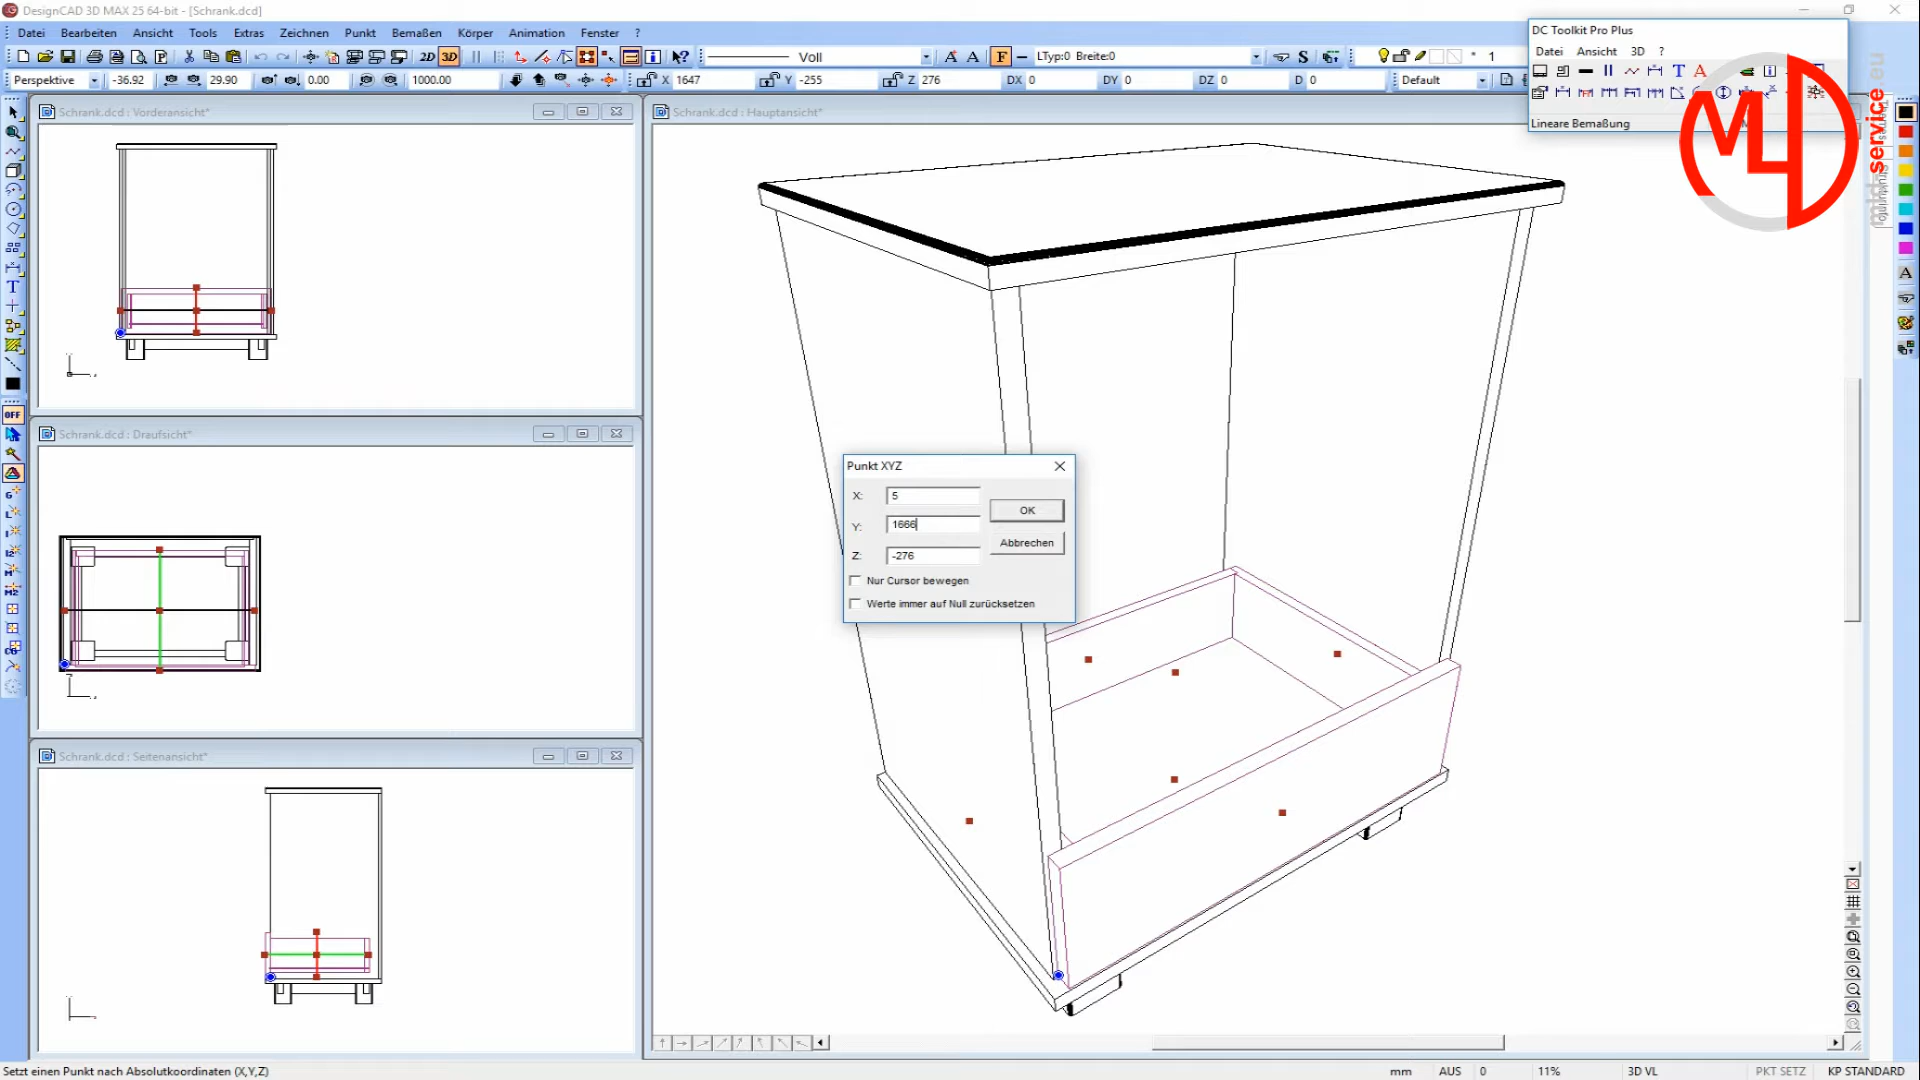 DesignCAD 3D MAX 25 64-bit - [Schrank.dcd]
Datei Bearbeiten Ansicht Tools Extras Zeichnen Punkt Bemaßen Körper Animation Fenster ?
2D 3D Voll A A F LTyp:0 Breite:0 S * 1
Perspektive -36.92 29.90 0.00 1000.00 X 1647 Y -255 Z 276 DX 0 DY 0 DZ 0 D 0 Default
DC Toolkit Pro Plus
Datei Ansicht 3D ?
Lineare Bemaßung
service.eu
Schrank.dcd : Vorderansicht*
Schrank.dcd : Hauptansicht*
Schrank.dcd : Draufsicht*
Schrank.dcd : Seitenansicht*
OFF
Punkt XYZ
X: 5
OK
Y: 1666
Abbrechen
Z: -276
Nur Cursor bewegen
Werte immer auf Null zurücksetzen
Setzt einen Punkt nach Absolutkoordinaten (X,Y,Z)
mm AUS 0 11% 3D VL PKT SETZ KP STANDARD